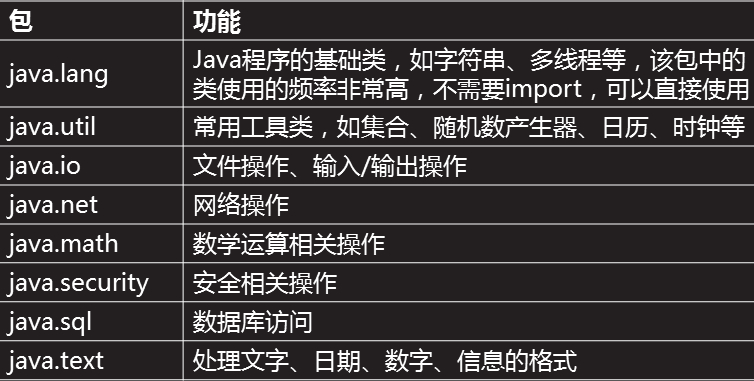 包 功能
java.lang Java程序的基础类，如字符串、多线程等，该包中的
类使用的频率非常高，不需要import，可以直接使用
java.util 常用工具类，如集合、随机数产生器、日历、时钟等
java.io 文件操作、输入/输出操作
java.net 网络操作
java.math 数学运算相关操作
java.security 安全相关操作
java.sql 数据库访问
java.text 处理文字、日期、数字、信息的格式